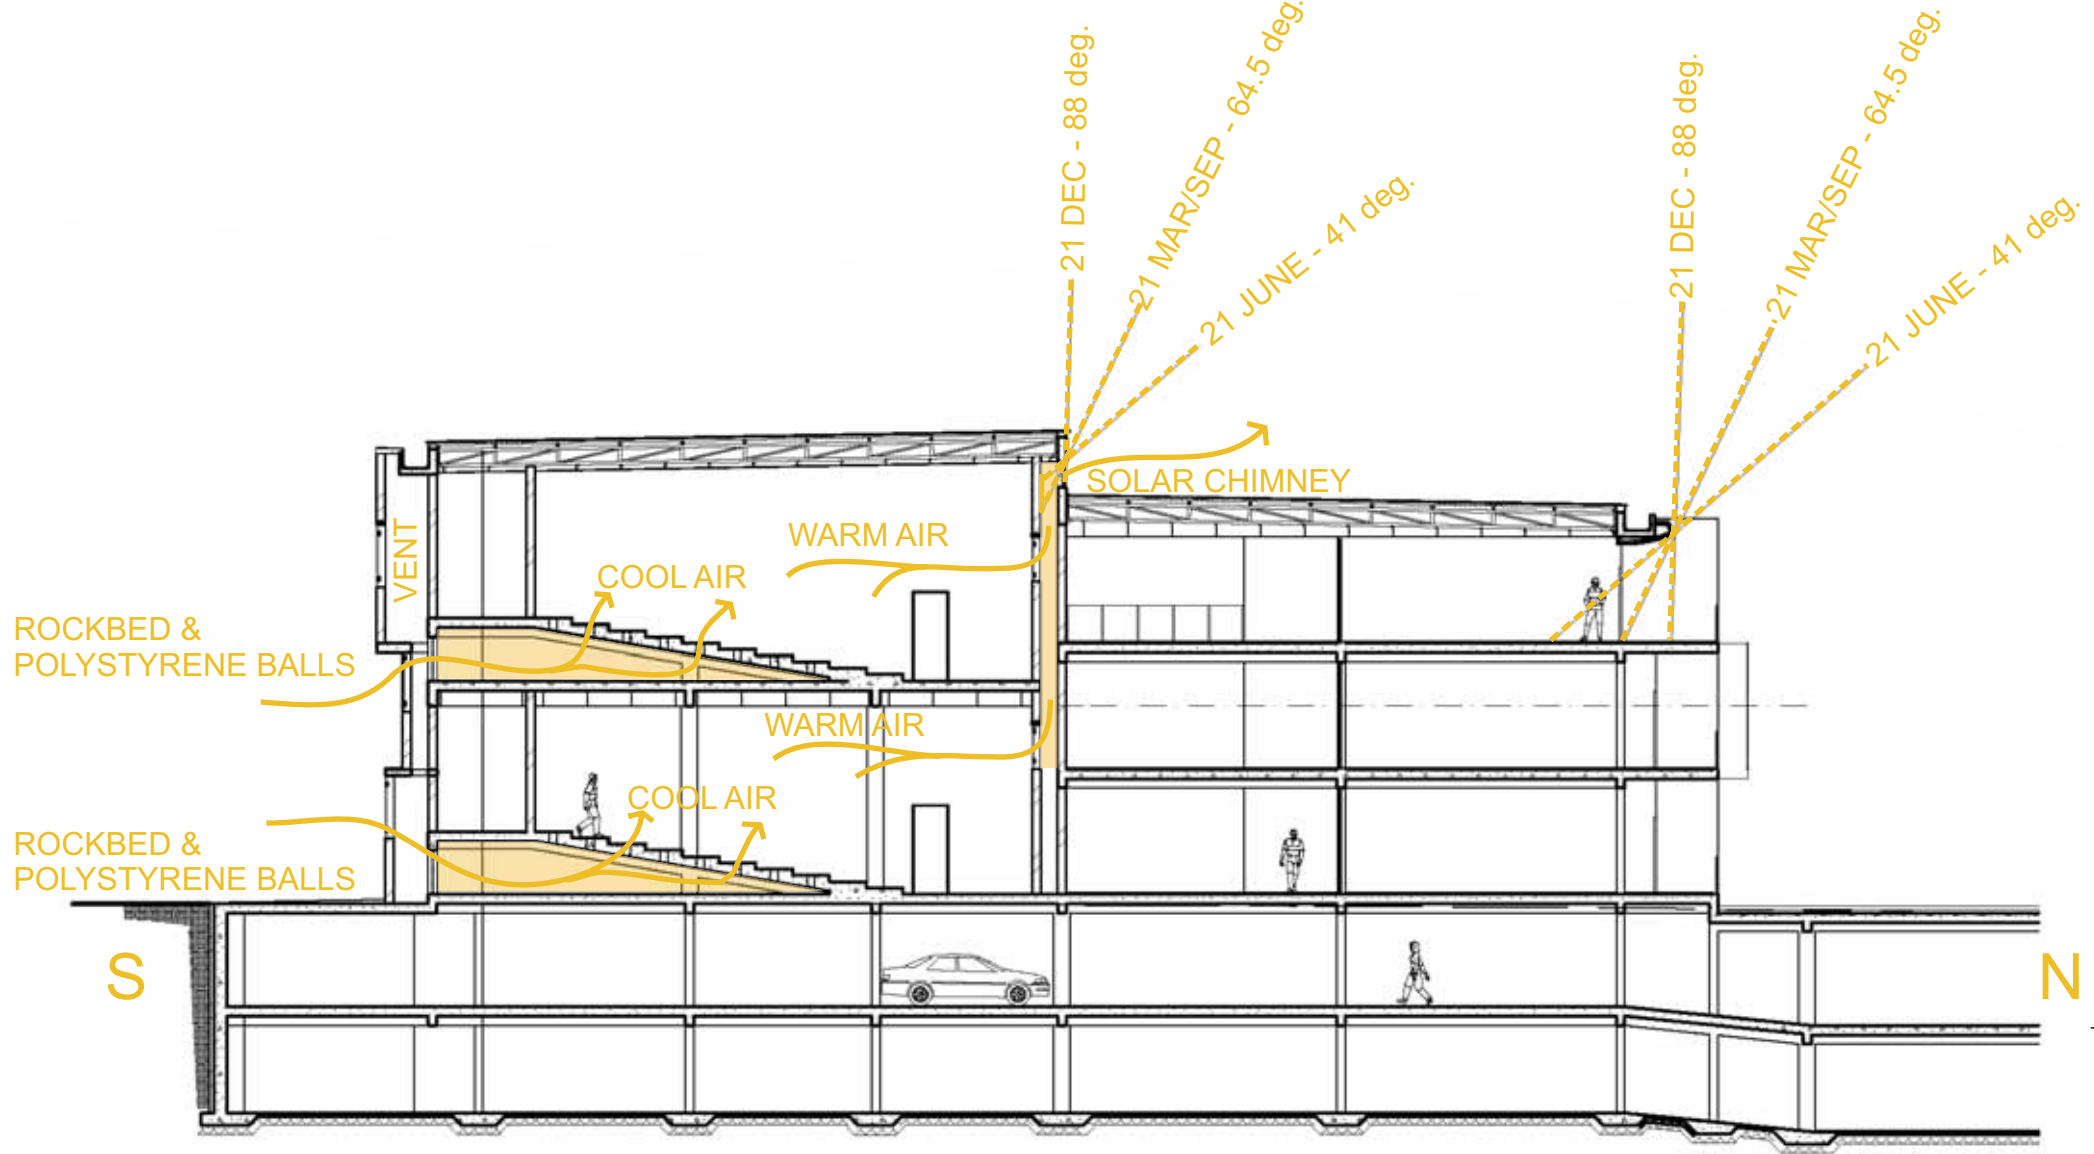 21 DEC - 88 deg.
21 MAR/SEP - 64.5 deg.
21 JUNE - 41 deg.
21 DEC - 88 deg.
21 MAR/SEP - 64.5 deg.
21 JUNE - 41 deg.
SOLAR CHIMNEY
VENT
WARM AIR
COOL AIR
ROCKBED &
POLYSTYRENE BALLS
WARM AIR
COOL AIR
ROCKBED &
POLYSTYRENE BALLS
S
N